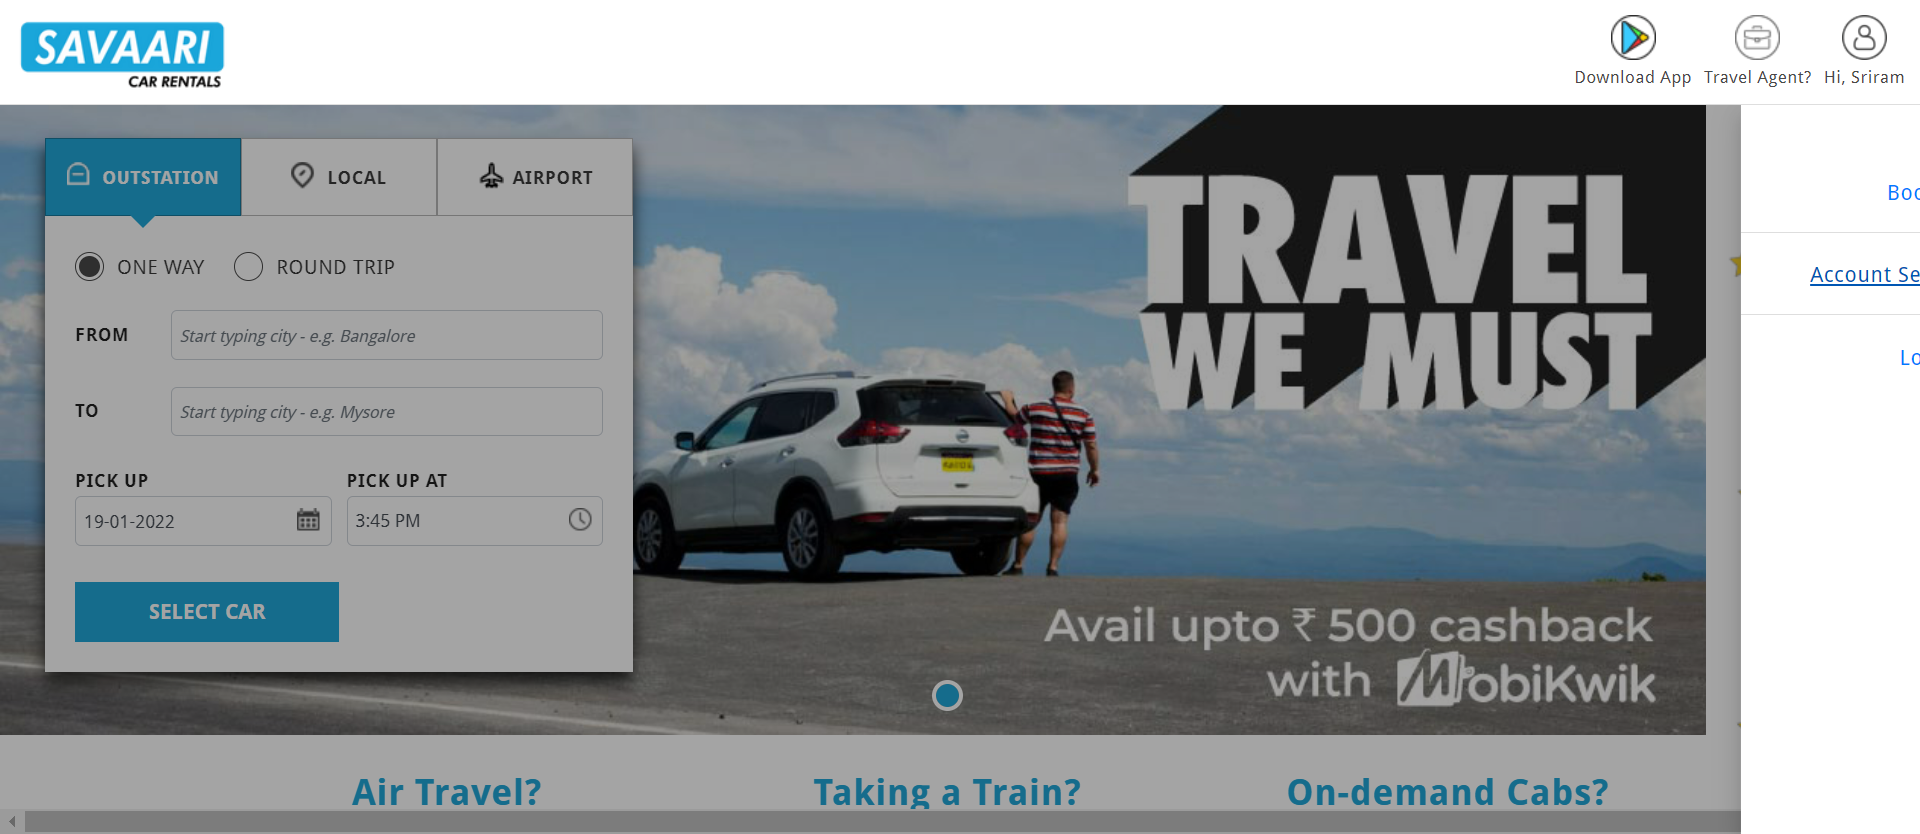 SAVAARI
CAR RENTALS
Download App
Travel Agent?
Hi, Sriram
OUTSTATION
LOCAL
AIRPORT
ONE WAY
ROUND TRIP
FROM
Start typing city - e.g. Bangalore
TO
Start typing city - e.g. Mysore
PICK UP
PICK UP AT
19-01-2022
3:45 PM
SELECT CAR
TRAVEL
WE MUST
Avail upto ₹ 500 cashback
with MobiKwik
Boo
Account Se
Lo
Air Travel?
Taking a Train?
On-demand Cabs?